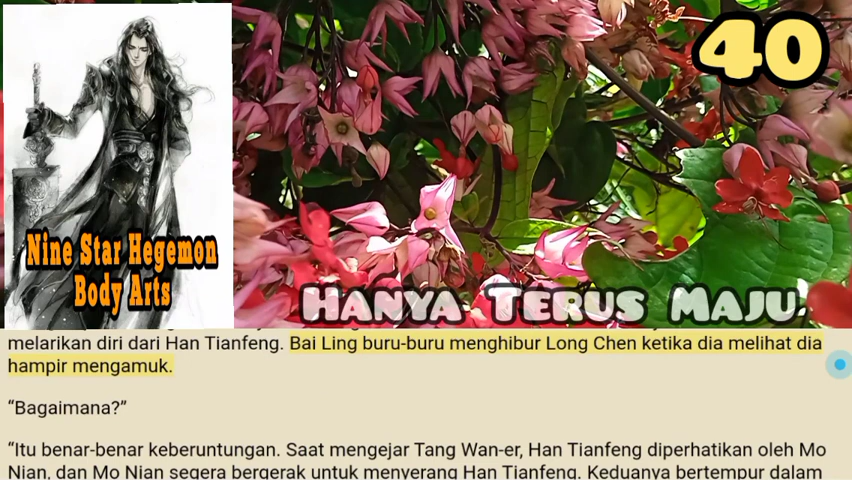 40
Nine Star Hegemon
Body Arts
Hanya Terus Maju.
melarikan diri dari Han Tianfeng. Bai Ling buru-buru menghibur Long Chen ketika dia melihat dia
hampir mengamuk.
“Bagaimana?”
“Itu benar-benar keberuntungan. Saat mengejar Tang Wan-er, Han Tianfeng diperhatikan oleh Mo
Nian, dan Mo Nian segera bergerak untuk menyerang Han Tianfeng. Keduanya bertempur dalam